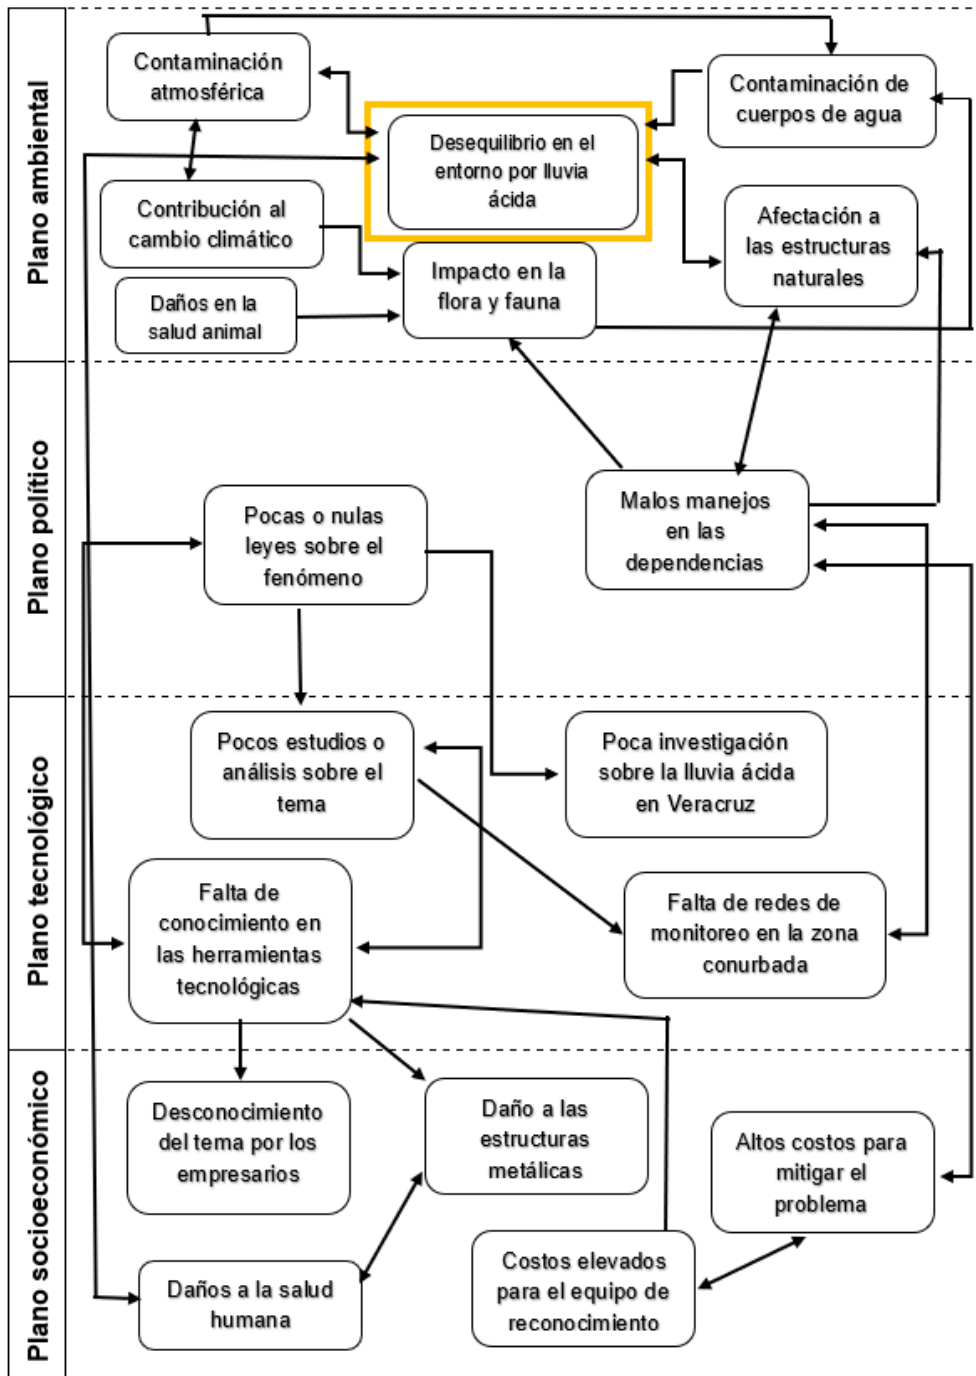 Plano ambiental
Contaminación
atmosférica
Contaminación de
cuerpos de agua
Desequilibrio en el
entorno por lluvia
ácida
Contribución al
cambio climático
Afectación a
las estructuras
naturales
Impacto en la
flora y fauna
Daños en la
salud animal
Plano político
Pocas o nulas
leyes sobre el
fenómeno
Malos manejos
en las
dependencias
Plano tecnológico
Pocos estudios o
análisis sobre el
tema
Poca investigación
sobre la lluvia ácida
en Veracruz
Falta de
conocimiento en
las herramientas
tecnológicas
Falta de redes de
monitoreo en la zona
conurbada
Plano socioeconómico
Desconocimiento
del tema por los
empresarios
Daño a las
estructuras
metálicas
Altos costos para
mitigar el
problema
Daños a la salud
humana
Costos elevados
para el equipo de
reconocimiento